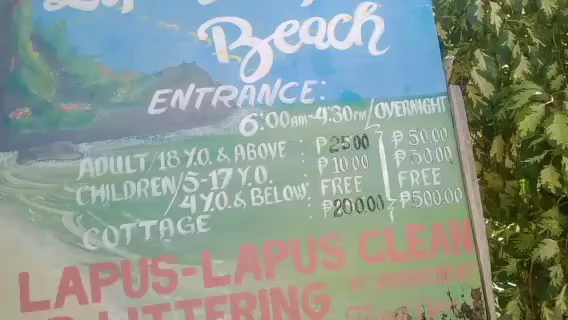 Beach
ENTRANCE:
6:00AM-4:30PM/OVERNIGHT
ADULT/18 Y.O. & ABOVE : ₱25.00 ₱50.00
CHILDREN/5-17 Y.O. : ₱10.00 ₱30.00
4 Y.O. & BELOW : FREE FREE
COTTAGE : ₱200.00 ₱500.00
LAPUS-LAPUS CLEAN
LITTERING